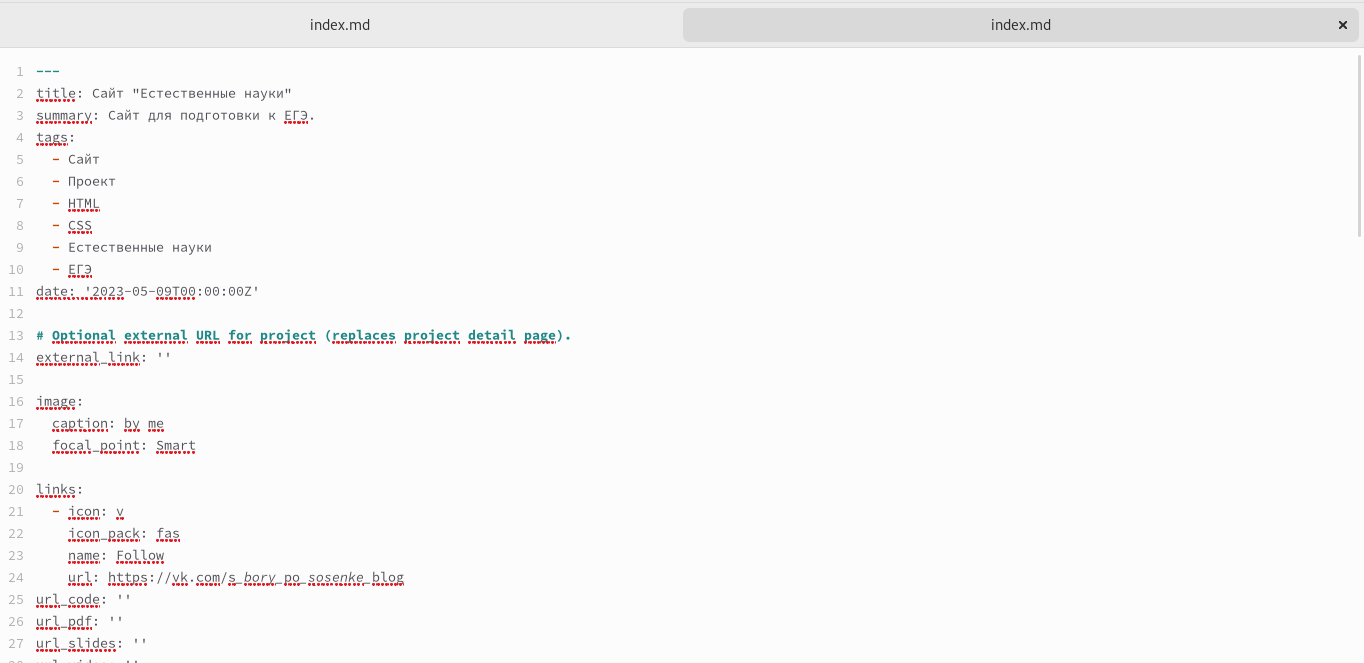 index.md index.md ×
1 ---
2 title: Сайт "Естественные науки"
3 summary: Сайт для подготовки к ЕГЭ.
4 tags:
5 - Сайт
6 - Проект
7 - HTML
8 - CSS
9 - Естественные науки
10 - ЕГЭ
11 date: '2023-05-09T00:00:00Z'
12
13 # Optional external URL for project (replaces project detail page).
14 external_link: ''
15
16 image:
17 caption: by me
18 focal_point: Smart
19
20 links:
21 - icon: v
22 icon_pack: fas
23 name: Follow
24 url: https://vk.com/s_bory_po_sosenke_blog
25 url_code: ''
26 url_pdf: ''
27 url_slides: ''